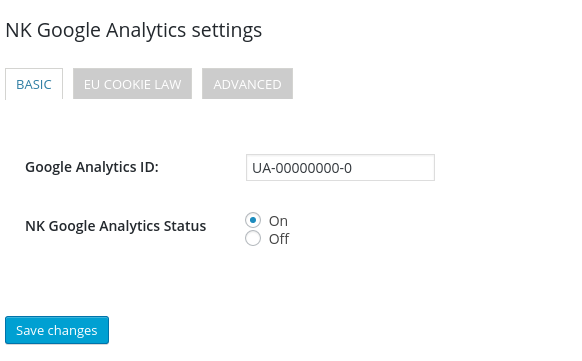 NK Google Analytics settings
BASIC EU COOKIE LAW ADVANCED
Google Analytics ID: UA-00000000-0
NK Google Analytics Status On
Off
Save changes